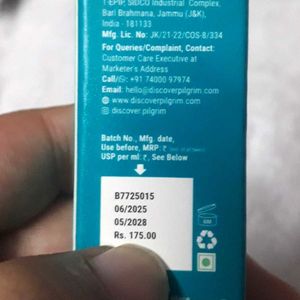 1-EPIP, SIDCO Industrial Complex,
Bari Brahmana, Jammu (J&K),
India - 181133
Mfg. Lic. No: JK/21-22/COS-8/334
For Queries/Complaint, Contact:
Customer Care Executive at
Marketer's Address
Call/ : +91 74000 97974
Email: hello@discoverpilgrim.com
www.discoverpilgrim.com
discover.pilgrim
Batch No., Mfg. date,
Use before, MRP: ₹
USP per ml: ₹, See Below
B7725015
06/2025
05/2028
Rs. 175.00